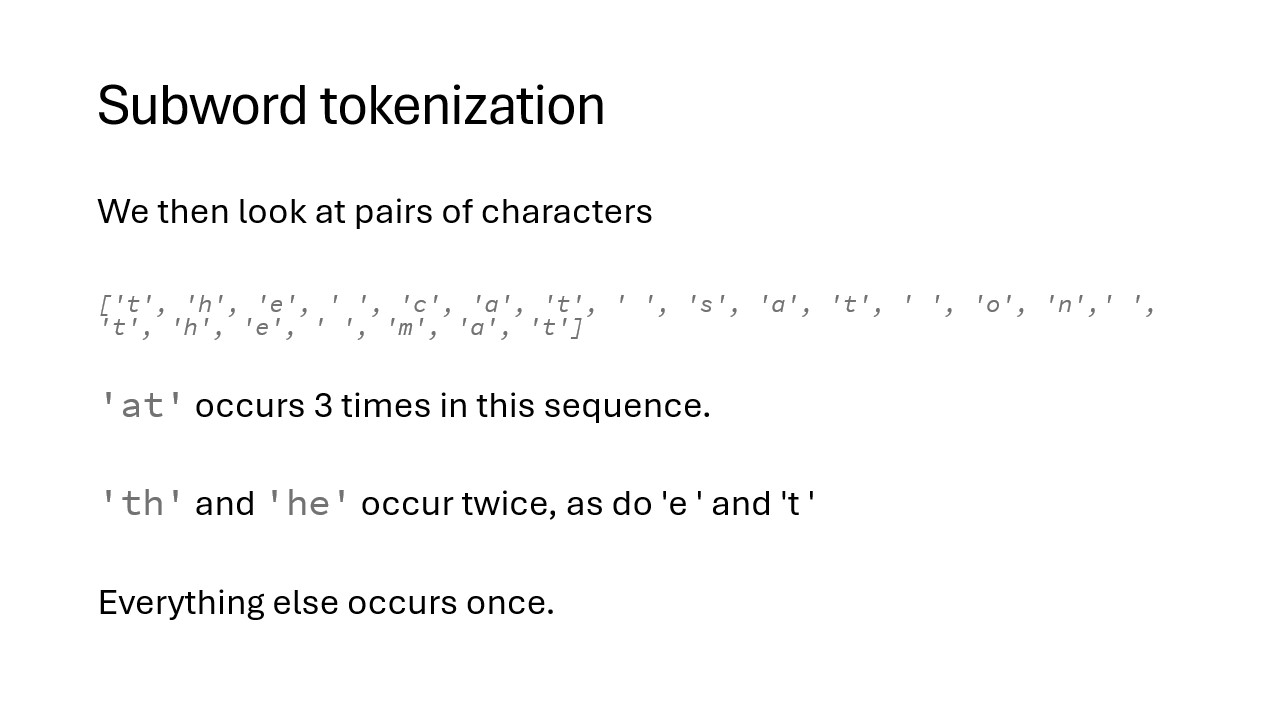 Subword tokenization
We then look at pairs of characters
['t', 'h', 'e', ' ', 'c', 'a', 't', ' ', 's', 'a', 't', ' ', 'o', 'n',' ',
't', 'h', 'e', ' ', 'm', 'a', 't']
'at' occurs 3 times in this sequence.
'th' and 'he' occur twice, as do 'e ' and 't '
Everything else occurs once.